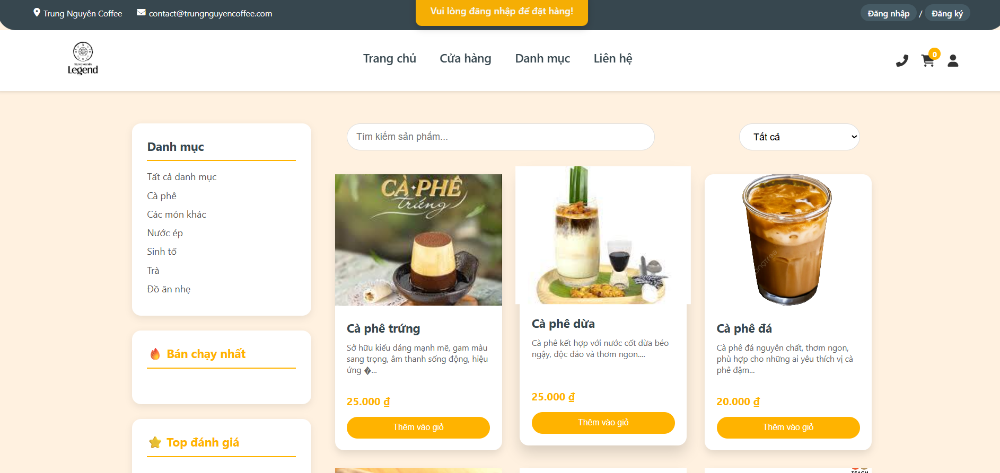 Trung Nguyên Coffee
contact@trungnguyencoffee.com
Vui lòng đăng nhập để đặt hàng!
Đăng nhập / Đăng ký
TRUNG NGUYÊN
Legend
Trang chủ
Cửa hàng
Danh mục
Liên hệ
0
Danh mục
Tất cả danh mục
Cà phê
Các món khác
Nước ép
Sinh tố
Trà
Đồ ăn nhẹ
Bán chạy nhất
Top đánh giá
Tìm kiếm sản phẩm...
Tất cả
CÀ PHÊ
trứng
Cà phê trứng
Sở hữu kiểu dáng mạnh mẽ, gam màu
sang trọng, âm thanh sống động, hiệu
ứng �...
25.000 ₫
Thêm vào giỏ
Cà phê dừa
Cà phê kết hợp với nước cốt dừa béo
ngậy, độc đáo và thơm ngon....
25.000 ₫
Thêm vào giỏ
Cà phê đá
Cà phê đá nguyên chất, thơm ngon,
phù hợp cho những ai yêu thích vị cà
phê đậm...
20.000 ₫
Thêm vào giỏ